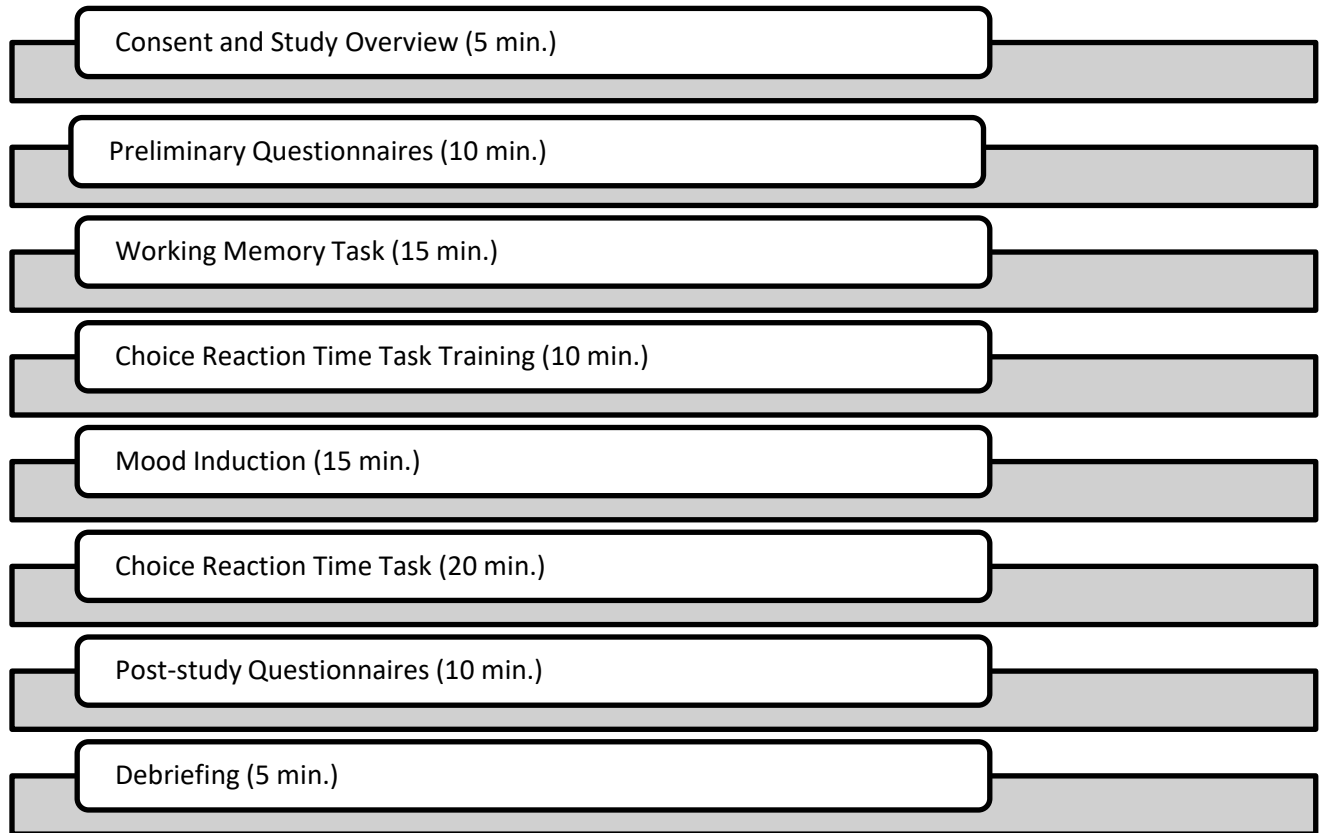 Consent and Study Overview (5 min.)
Preliminary Questionnaires (10 min.)
Working Memory Task (15 min.)
Choice Reaction Time Task Training (10 min.)
Mood Induction (15 min.)
Choice Reaction Time Task (20 min.)
Post-study Questionnaires (10 min.)
Debriefing (5 min.)